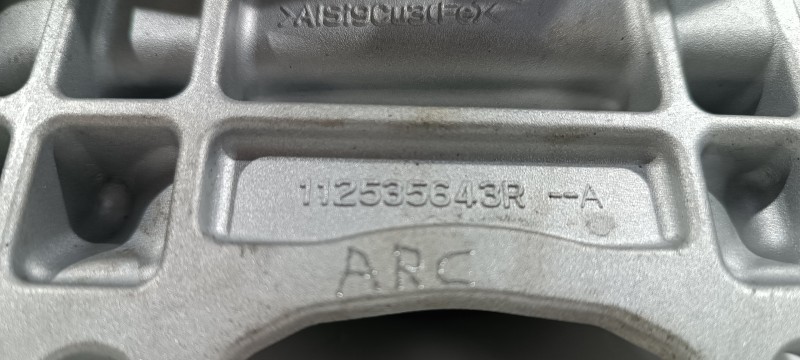 >AlSi9Cu3(Fe)<
112535643R --A
ARC